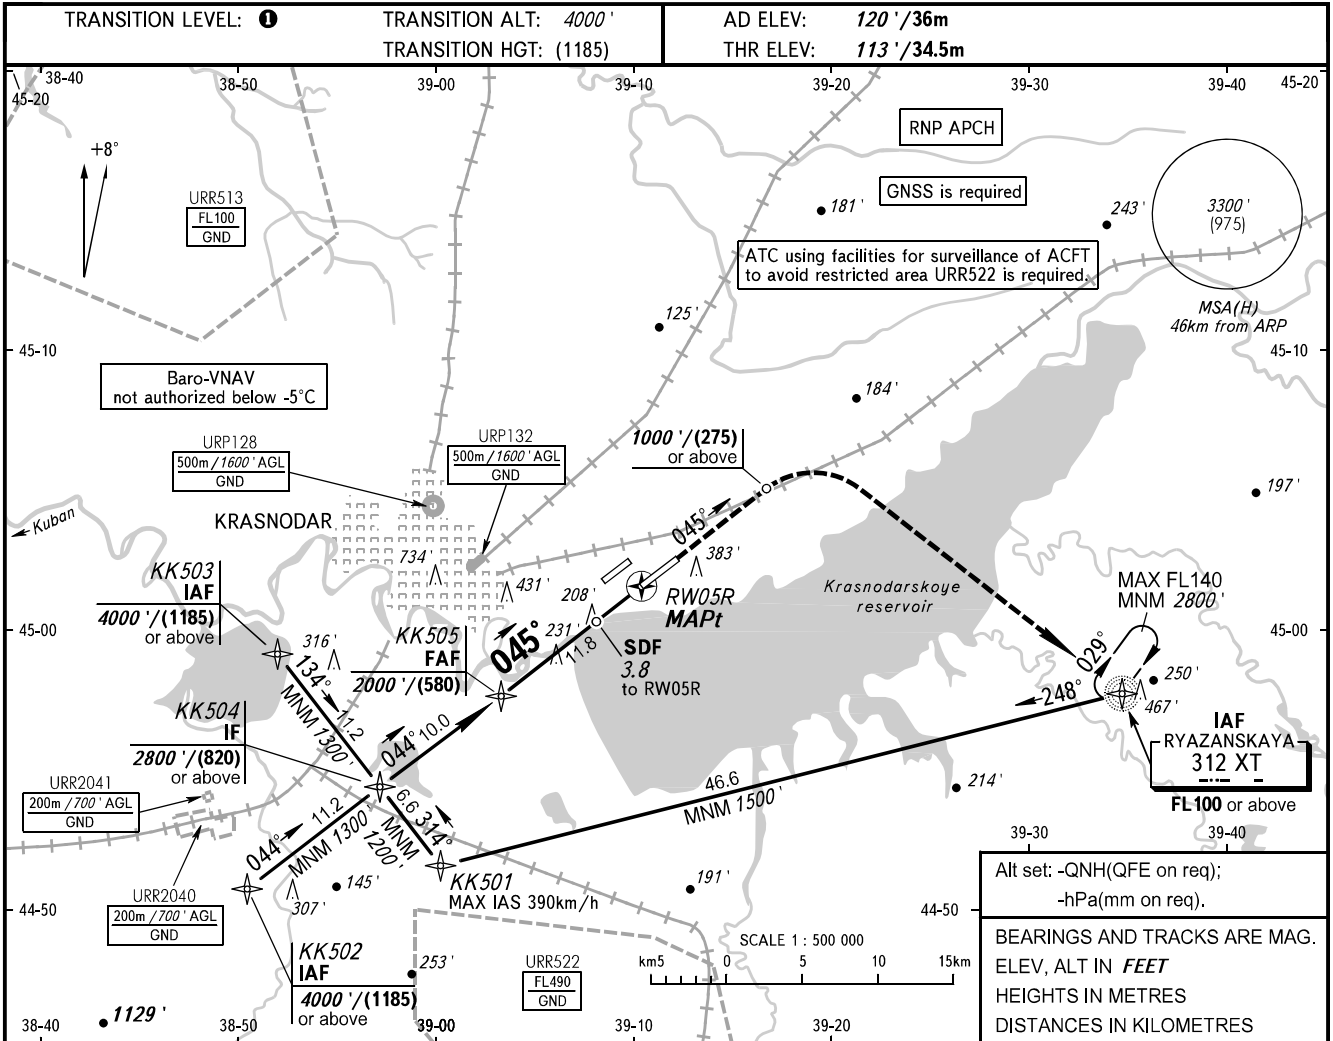 TRANSITION LEVEL: ❶
TRANSITION ALT: 4000 '
TRANSITION HGT: (1185)
AD ELEV: 120 '/36m
THR ELEV: 113 '/34.5m
38-40
38-50
39-00
39-10
39-20
39-30
39-40
45-20
45-20
+8°
RNP APCH
GNSS is required
ATC using facilities for surveillance of ACFT
to avoid restricted area URR522 is required.
URR513
FL100
GND
181 '
243 '
3300 '
(975)
MSA(H)
46km from ARP
125 '
45-10
45-10
Baro-VNAV
not authorized below -5°C
184 '
URP128
500m/1600 ' AGL
GND
URP132
500m/1600 ' AGL
GND
1000 '/(275)
or above
197 '
Kuban
KRASNODAR
734 '
431 '
045°
383 '
KK503
IAF
4000 '/(1185)
or above
208 '
RW05R
MAPt
Krasnodarskoye
reservoir
MAX FL140
MNM 2800 '
45-00
45-00
316 '
KK505
FAF
2000 '/(580)
045°
231 '
11.8
SDF
3.8
to RW05R
029°
250 '
467 '
134°
11.2
MNM 1300 '
KK504
IF
2800 '/(820)
or above
044°
10.0
248°
IAF
RYAZANSKAYA
312 XT
FL100 or above
46.6
MNM 1500 '
214 '
URR2041
200m/700 ' AGL
GND
044°
11.2
MNM 1300 '
6.6
314°
MNM
1200 '
39-30
39-40
KK501
MAX IAS 390km/h
145 '
307 '
191 '
URR2040
200m/700 ' AGL
GND
44-50
44-50
Alt set: -QNH(QFE on req);
-hPa(mm on req).
KK502
IAF
4000 '/(1185)
or above
253 '
URR522
FL490
GND
SCALE 1 : 500 000
km5 0 5 10 15km
BEARINGS AND TRACKS ARE MAG.
ELEV, ALT IN FEET
HEIGHTS IN METRES
DISTANCES IN KILOMETRES
1129 '
38-40
38-50
39-00
39-10
39-20